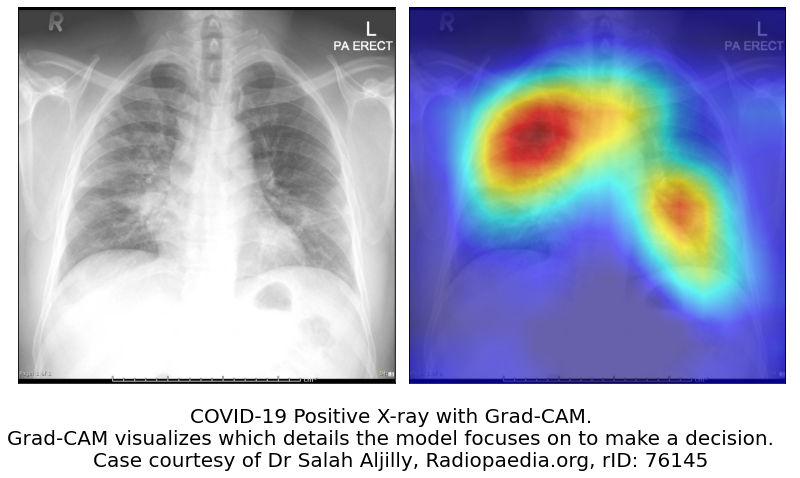 R
L
PA ERECT
R
L
PA ERECT
cm
COVID-19 Positive X-ray with Grad-CAM.
Grad-CAM visualizes which details the model focuses on to make a decision.
Case courtesy of Dr Salah Aljilly, Radiopaedia.org, rID: 76145